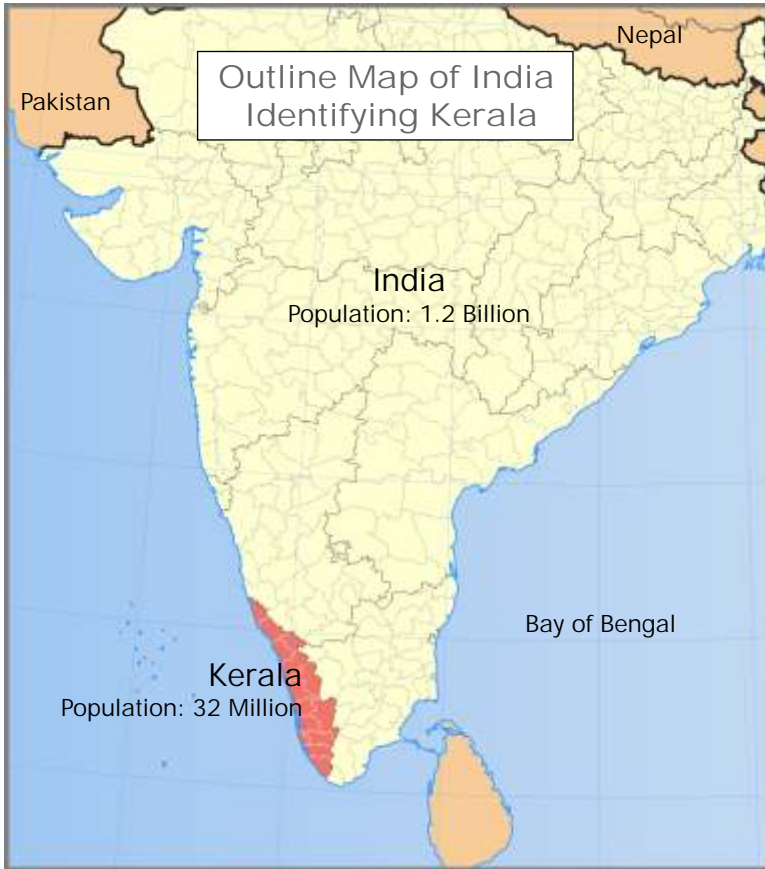 Nepal
Outline Map of India
Identifying Kerala
Pakistan
India
Population: 1.2 Billion
Bay of Bengal
Kerala
Population: 32 Million